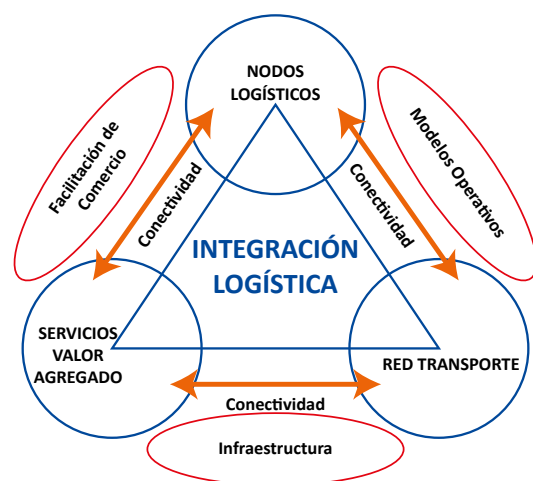 NODOS
LOGÍSTICOS
Facilitación de
Comercio
Conectividad
Conectividad
Modelos Operativos
INTEGRACIÓN
LOGÍSTICA
SERVICIOS
VALOR
AGREGADO
RED TRANSPORTE
Conectividad
Infraestructura